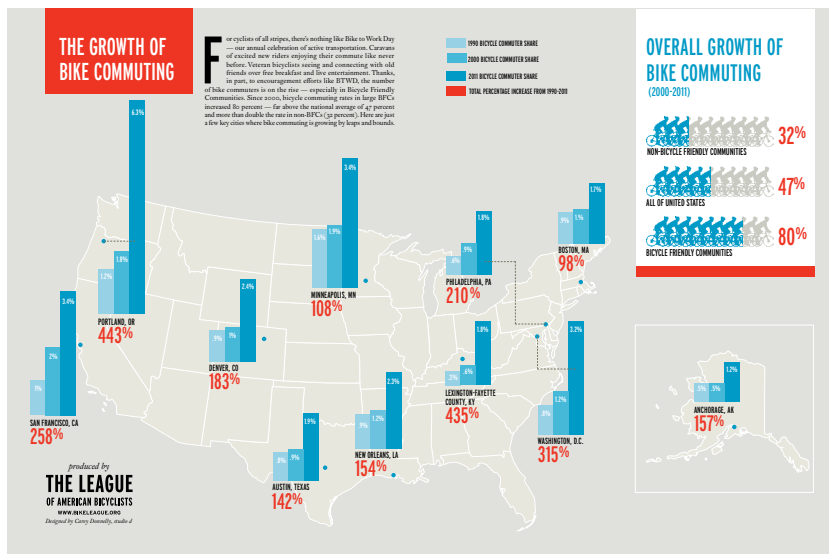 THE GROWTH OF
BIKE COMMUTING
For cyclists of all stripes, there's nothing like Bike to Work Day
— our annual celebration of active transportation. Caravans
of excited new riders enjoying their commute like never
before. Veteran bicyclists seeing and connecting with old
friends over free breakfast and live entertainment. Thanks,
in part, to encouragement efforts like BTWD, the number
of bike commuters is on the rise — especially in Bicycle Friendly
Communities. Since 2000, bicycle commuting rates in large BFCs
increased 80 percent — far above the national average of 47 percent
and more than double the rate in non-BFCs (32 percent). Here are just
a few key cities where bike commuting is growing by leaps and bounds.
1990 BICYCLE COMMUTER SHARE
2000 BICYCLE COMMUTER SHARE
2011 BICYCLE COMMUTER SHARE
TOTAL PERCENTAGE INCREASE FROM 1990-2011
OVERALL GROWTH OF
BIKE COMMUTING
(2000-2011)
32%
NON-BICYCLE FRIENDLY COMMUNITIES
47%
ALL OF UNITED STATES
80%
BICYCLE FRIENDLY COMMUNITIES
1.2% 1.8% 6.3%
PORTLAND, OR
443%
1.6% 1.9% 3.4%
MINNEAPOLIS, MN
108%
.6% .9% 1.8%
PHILADELPHIA, PA
210%
.9% 1.% 1.7%
BOSTON, MA
98%
.9% 1% 2.4%
DENVER, CO
183%
2% 3.4%
SAN FRANCISCO, CA
258%
.3% .6% 1.8%
LEXINGTON-FAYETTE
COUNTY, KY
435%
.8% 1.2% 3.2%
WASHINGTON, D.C.
315%
.9% 1.2% 2.3%
NEW ORLEANS, LA
154%
.8% .9% 1.9%
AUSTIN, TEXAS
142%
.5% .5% 1.2%
ANCHORAGE, AK
157%
produced by
THE LEAGUE
OF AMERICAN BICYCLISTS
WWW.BIKELEAGUE.ORG
Designed by Corey Donnelly, studio d